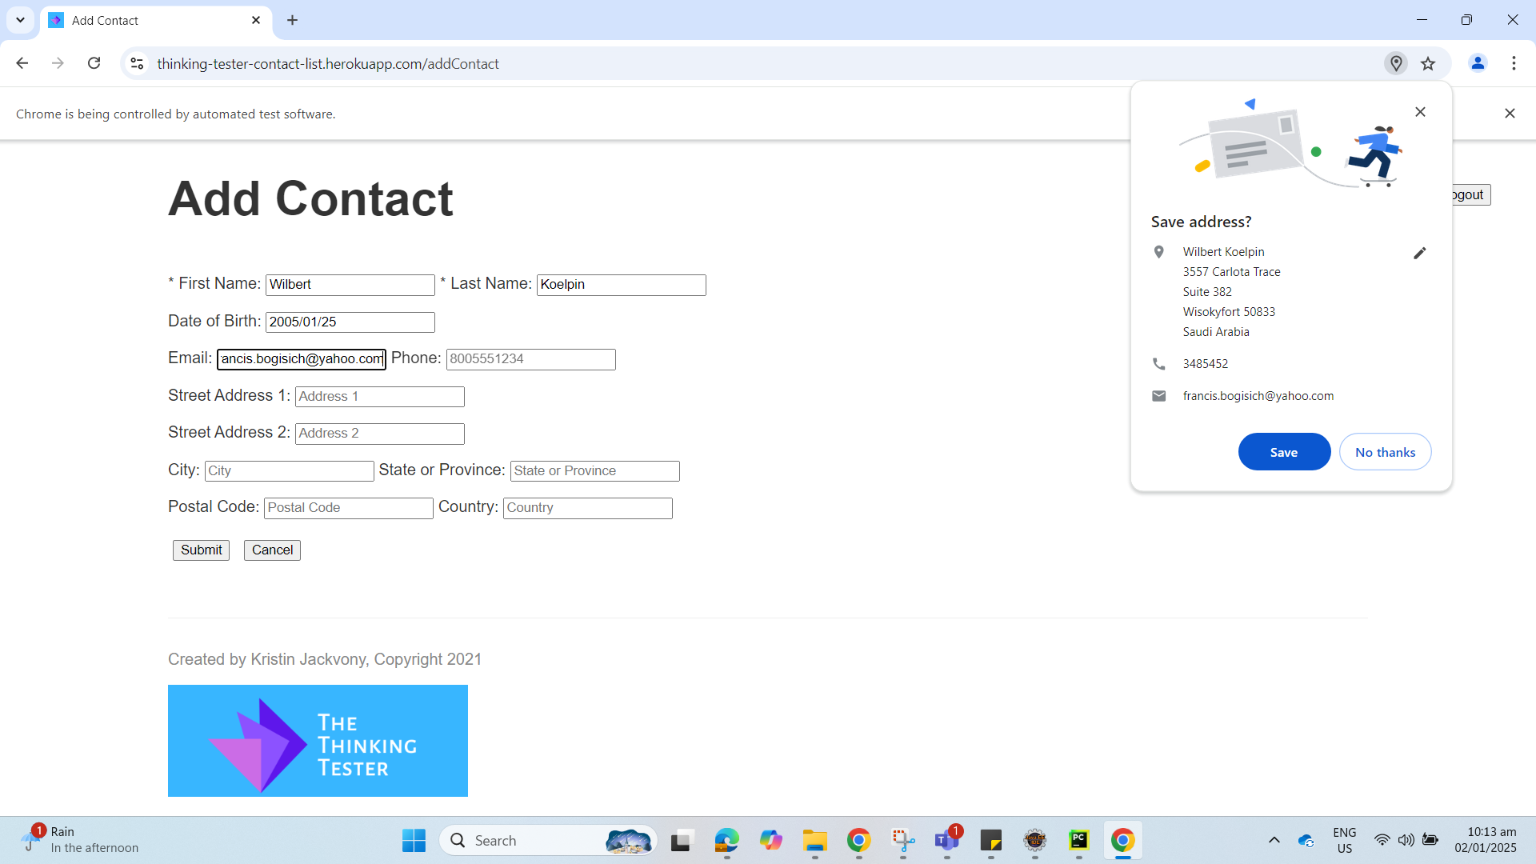 Add Contact
thinking-tester-contact-list.herokuapp.com/addContact
Chrome is being controlled by automated test software.
Add Contact
ogout
* First Name: Wilbert * Last Name: Koelpin
Date of Birth: 2005/01/25
Email: ancis.bogisich@yahoo.com Phone: 8005551234
Street Address 1: Address 1
Street Address 2: Address 2
City: City State or Province: State or Province
Postal Code: Postal Code Country: Country
Submit Cancel
Save address?
Wilbert Koelpin
3557 Carlota Trace
Suite 382
Wisokyfort 50833
Saudi Arabia
3485452
francis.bogisich@yahoo.com
Save No thanks
Created by Kristin Jackvony, Copyright 2021
THE
THINKING
TESTER
1
Rain
In the afternoon
Search
1
PC
ENG
US
10:13 am
02/01/2025